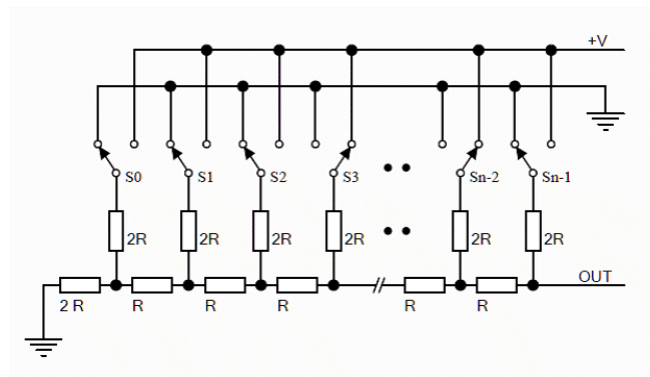 +V
S0 S1 S2 S3 Sn-2 Sn-1
2R 2R 2R 2R 2R 2R
OUT
2 R R R R R R R